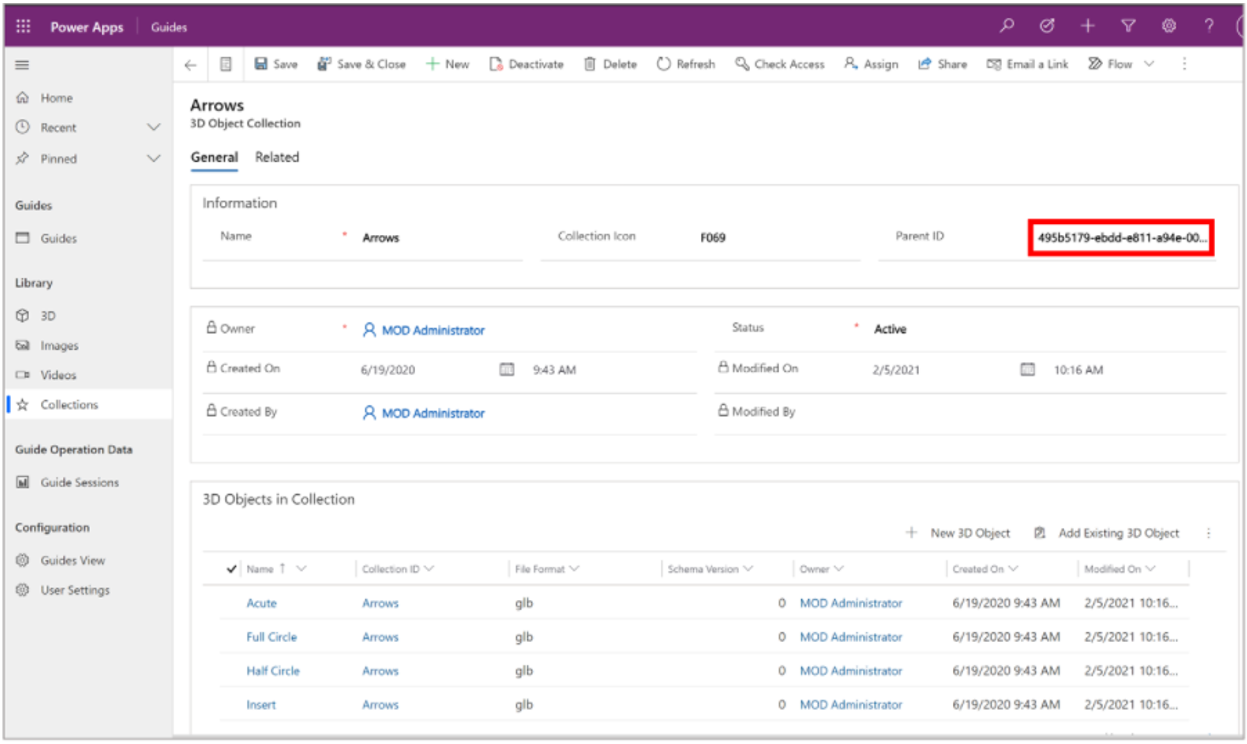 Power Apps Guides ?
Save Save & Close New Deactivate Delete Refresh Check Access Assign Share Email a Link Flow
Home
Recent
Pinned
Guides
Guides
Library
3D
Images
Videos
Collections
Guide Operation Data
Guide Sessions
Configuration
Guides View
User Settings
Arrows
3D Object Collection
General Related
Information
Name * Arrows Collection Icon F069 Parent ID 495b5179-ebdd-e811-a94e-00...
Owner * MOD Administrator Status * Active
Created On 6/19/2020 9:43 AM Modified On 2/5/2021 10:16 AM
Created By MOD Administrator Modified By
3D Objects in Collection
New 3D Object Add Existing 3D Object
Name ↑ Collection ID File Format Schema Version Owner Created On Modified On
Acute Arrows glb 0 MOD Administrator 6/19/2020 9:43 AM 2/5/2021 10:16...
Full Circle Arrows glb 0 MOD Administrator 6/19/2020 9:43 AM 2/5/2021 10:16...
Half Circle Arrows glb 0 MOD Administrator 6/19/2020 9:43 AM 2/5/2021 10:16...
Insert Arrows glb 0 MOD Administrator 6/19/2020 9:43 AM 2/5/2021 10:16...